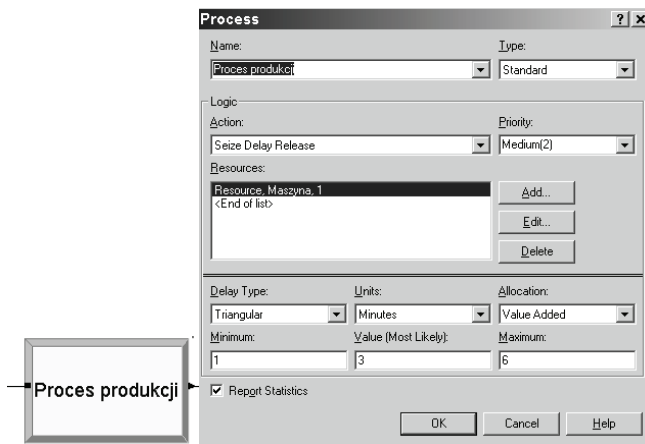 Process
Name:
Type:
Proces produkcji
Standard
Logic
Action:
Priority:
Seize Delay Release
Medium(2)
Resources:
Resource, Maszyna, 1
<End of list>
Add...
Edit...
Delete
Delay Type:
Units:
Allocation:
Triangular
Minutes
Value Added
Minimum:
Value (Most Likely):
Maximum:
1
3
6
Report Statistics
OK
Cancel
Help
Proces produkcji